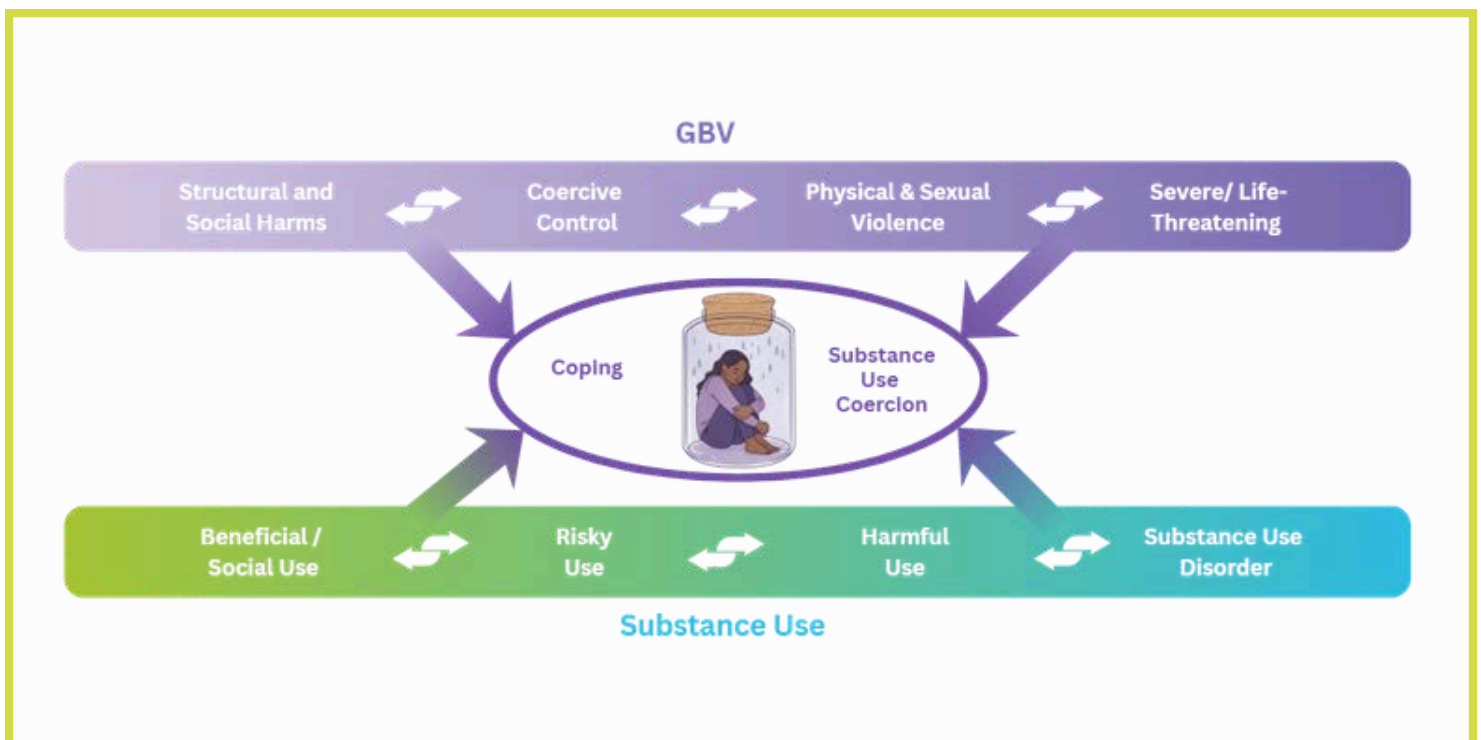 GBV
Structural and
Social Harms
Coercive
Control
Physical & Sexual
Violence
Severe/ Life-
Threatening
Coping
Substance
Use
Coercion
Beneficial /
Social Use
Risky
Use
Harmful
Use
Substance Use
Disorder
Substance Use